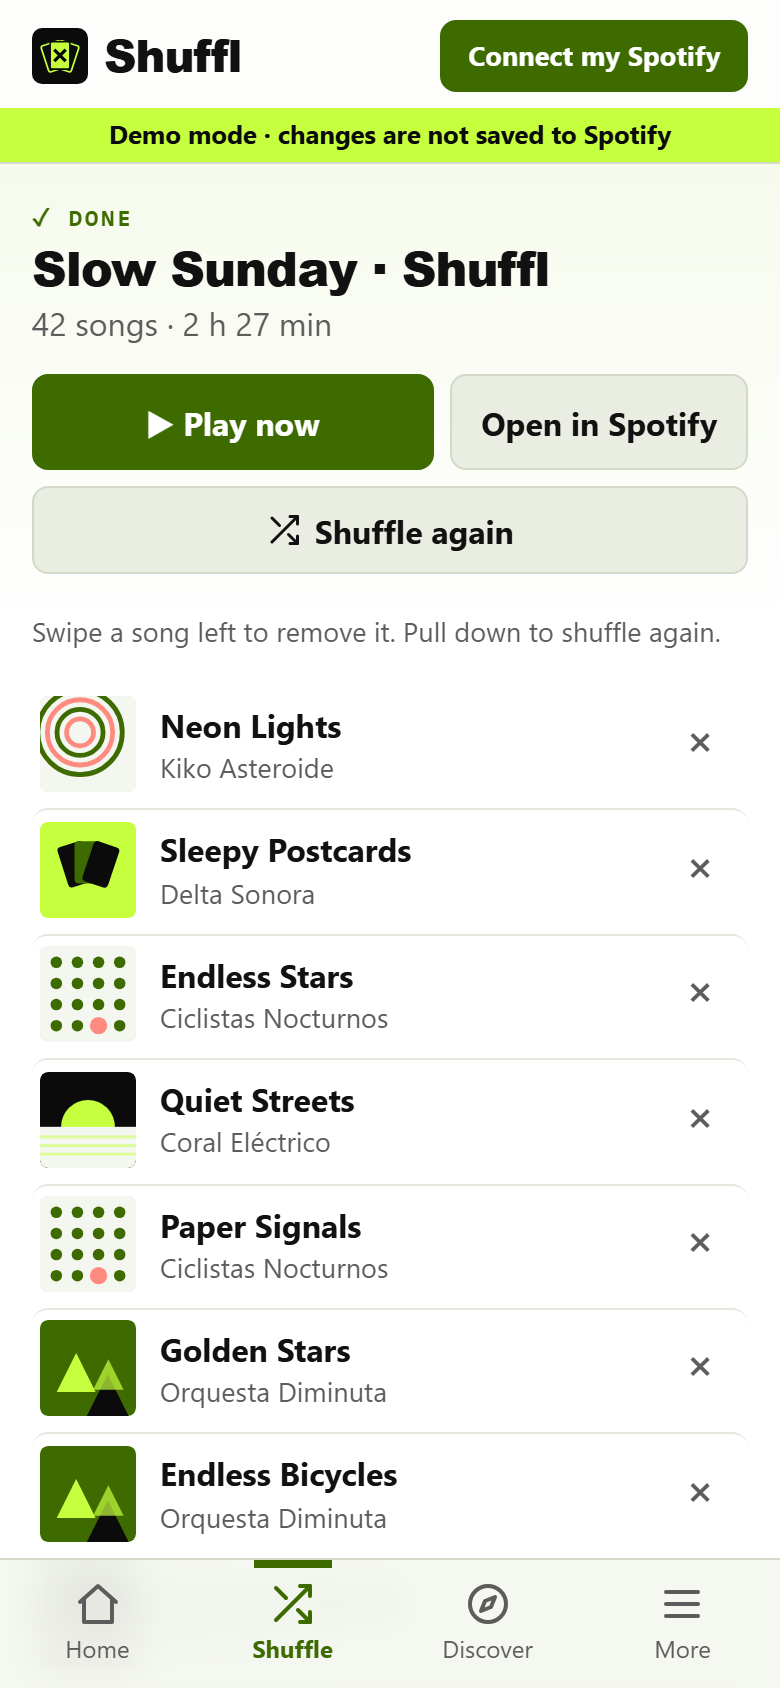 Shuffl
Connect my Spotify
Demo mode · changes are not saved to Spotify
✓ DONE
Slow Sunday · Shuffl
42 songs · 2 h 27 min
▶ Play now
Open in Spotify
Shuffle again
Swipe a song left to remove it. Pull down to shuffle again.
Neon Lights
Kiko Asteroide
Sleepy Postcards
Delta Sonora
Endless Stars
Ciclistas Nocturnos
Quiet Streets
Coral Eléctrico
Paper Signals
Ciclistas Nocturnos
Golden Stars
Orquesta Diminuta
Endless Bicycles
Orquesta Diminuta
Home
Shuffle
Discover
More